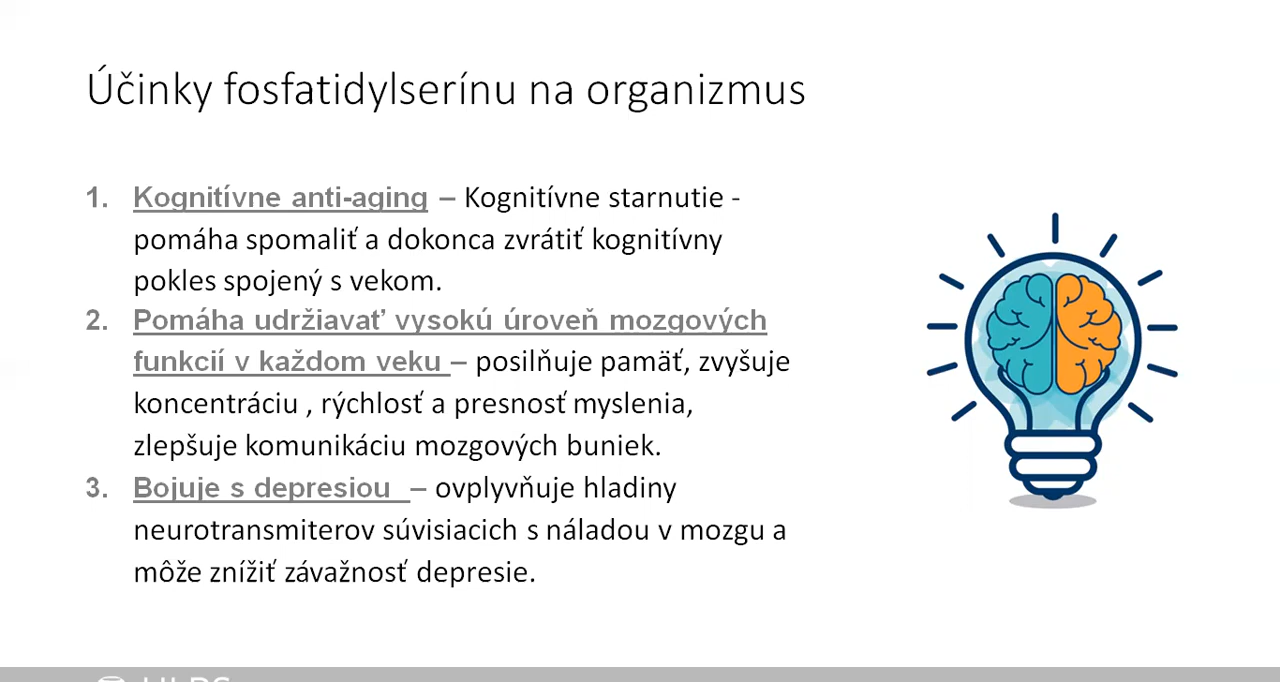 Účinky fosfatidylserínu na organizmus
1. Kognitívne anti-aging – Kognitívne starnutie -
pomáha spomaliť a dokonca zvrátiť kognitívny
pokles spojený s vekom.
2. Pomáha udržiavať vysokú úroveň mozgových
funkcií v každom veku – posilňuje pamäť, zvyšuje
koncentráciu , rýchlosť a presnosť myslenia,
zlepšuje komunikáciu mozgových buniek.
3. Bojuje s depresiou – ovplyvňuje hladiny
neurotransmiterov súvisiacich s náladou v mozgu a
môže znížiť závažnosť depresie.